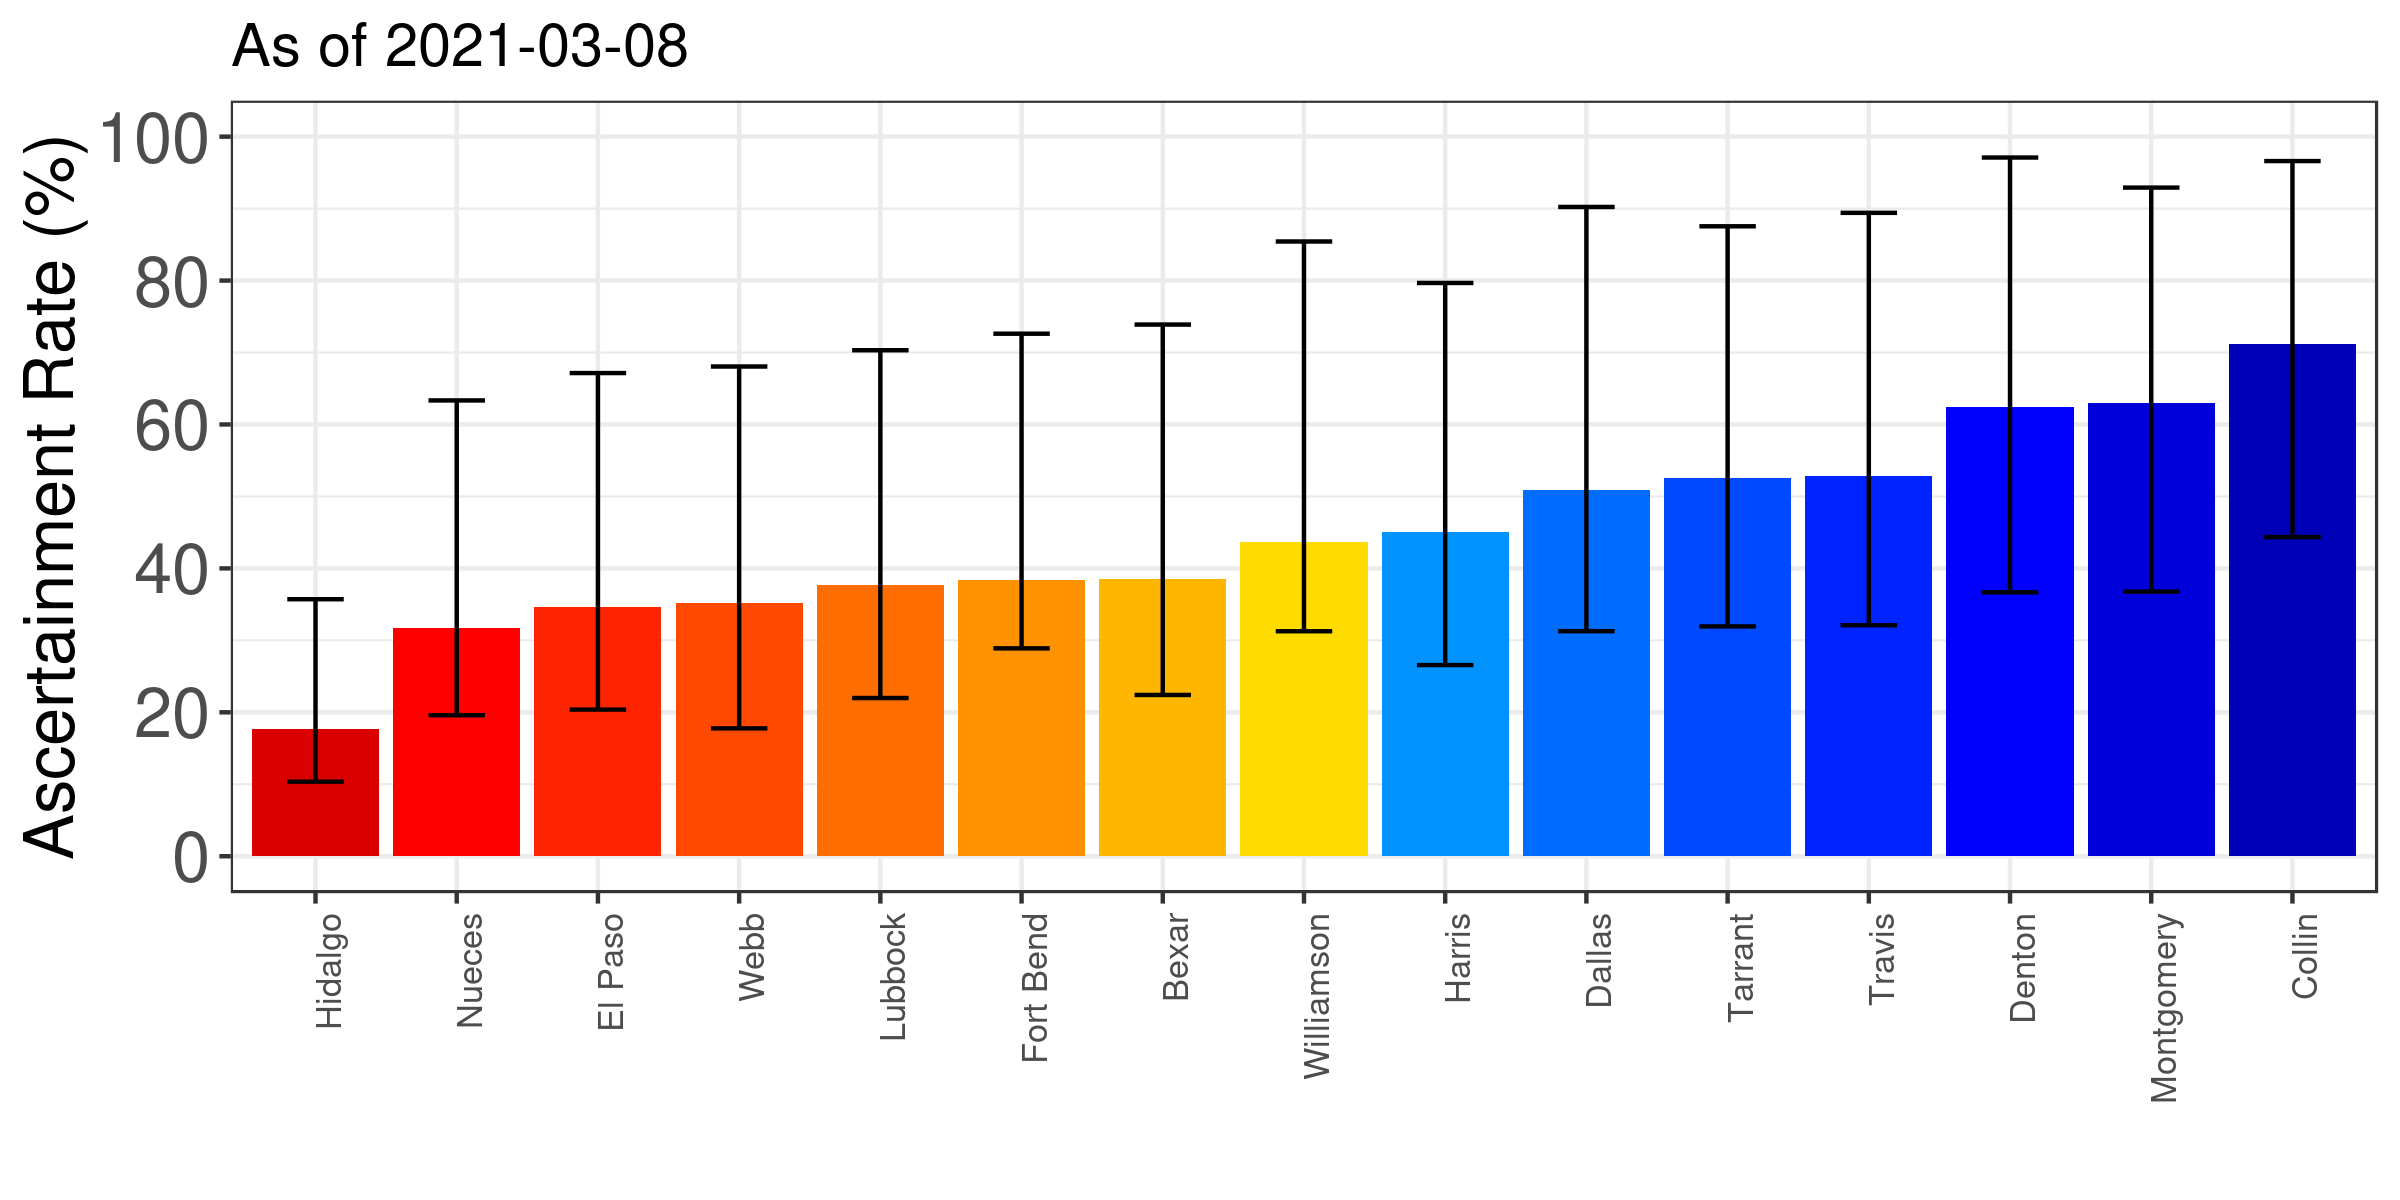 As of 2021-03-08
Ascertainment Rate (%)
100
80
60
40
20
0
Hidalgo
Nueces
El Paso
Webb
Lubbock
Fort Bend
Bexar
Williamson
Harris
Dallas
Tarrant
Travis
Denton
Montgomery
Collin